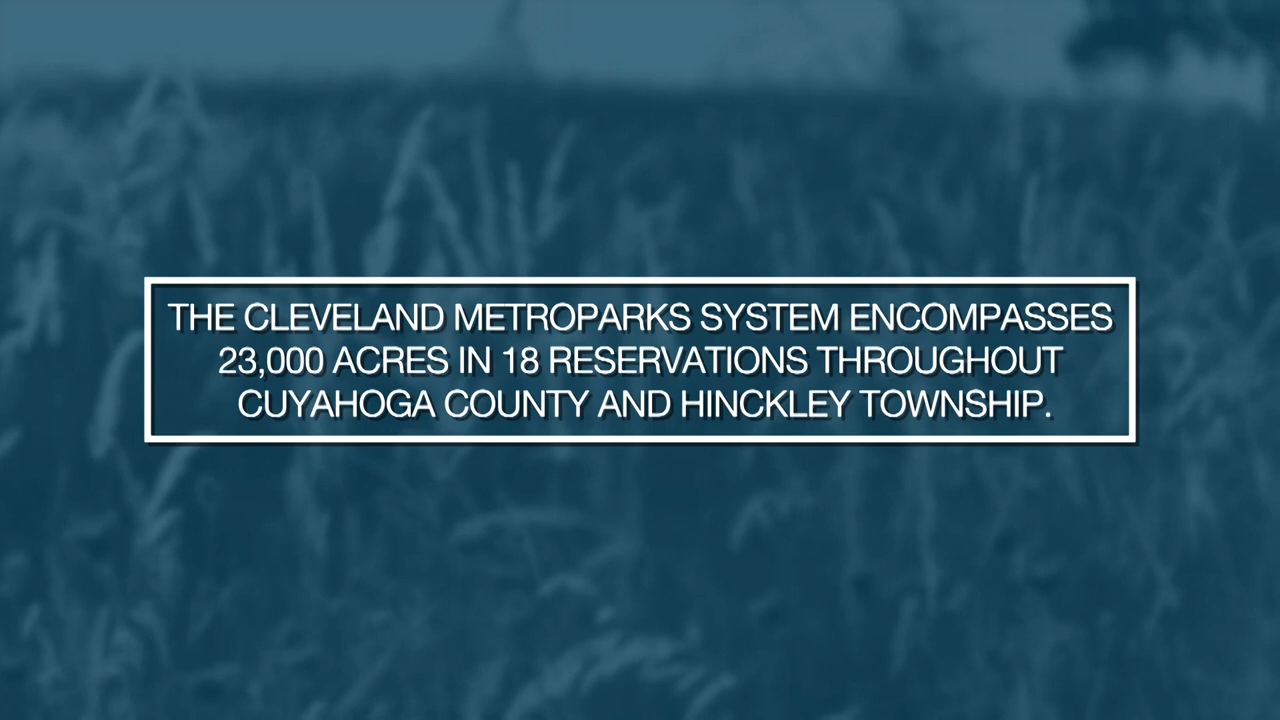 THE CLEVELAND METROPARKS SYSTEM ENCOMPASSES
23,000 ACRES IN 18 RESERVATIONS THROUGHOUT
CUYAHOGA COUNTY AND HINCKLEY TOWNSHIP.